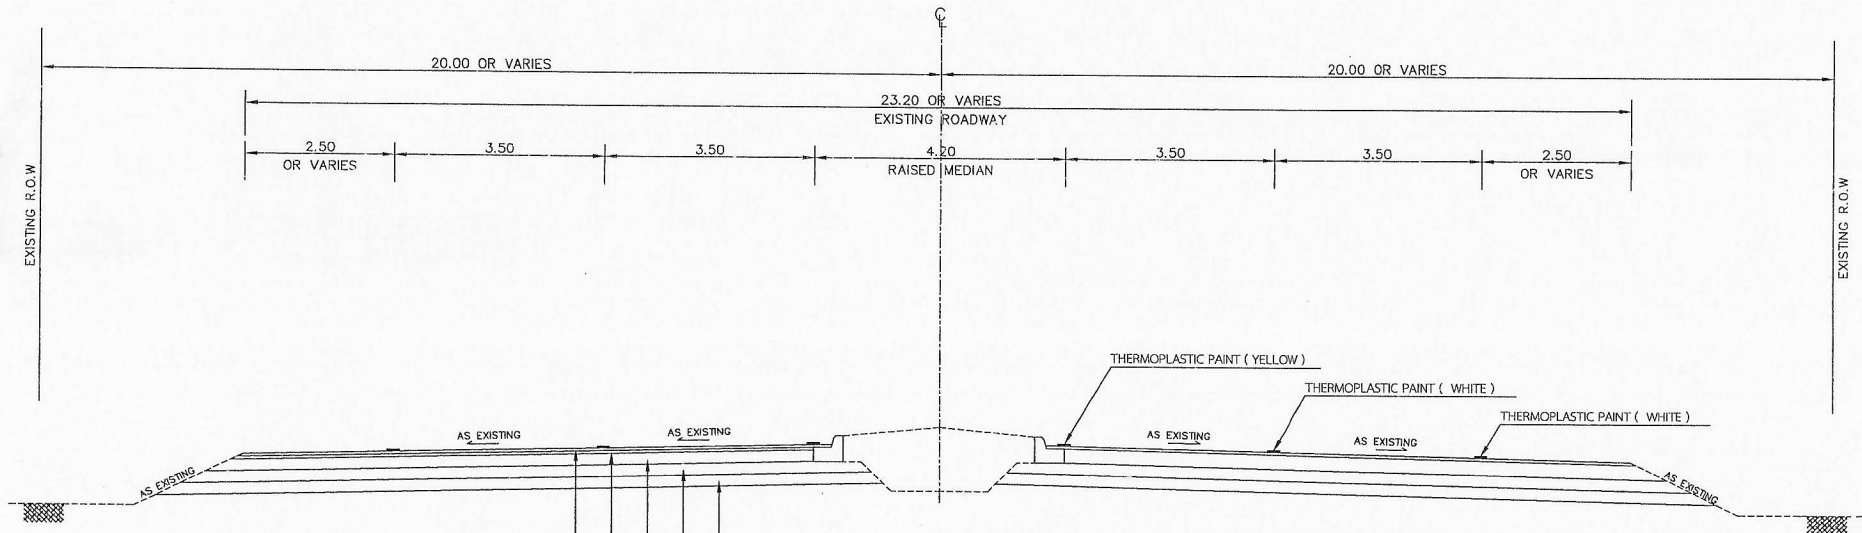 ℄
20.00 OR VARIES
20.00 OR VARIES
23.20 OR VARIES
EXISTING ROADWAY
2.50
OR VARIES
3.50
3.50
4.20
RAISED MEDIAN
3.50
3.50
2.50
OR VARIES
EXISTING R.O.W
EXISTING R.O.W
THERMOPLASTIC PAINT ( YELLOW )
THERMOPLASTIC PAINT ( WHITE )
THERMOPLASTIC PAINT ( WHITE )
AS EXISTING
AS EXISTING
AS EXISTING
AS EXISTING
AS EXISTING
AS EXISTING